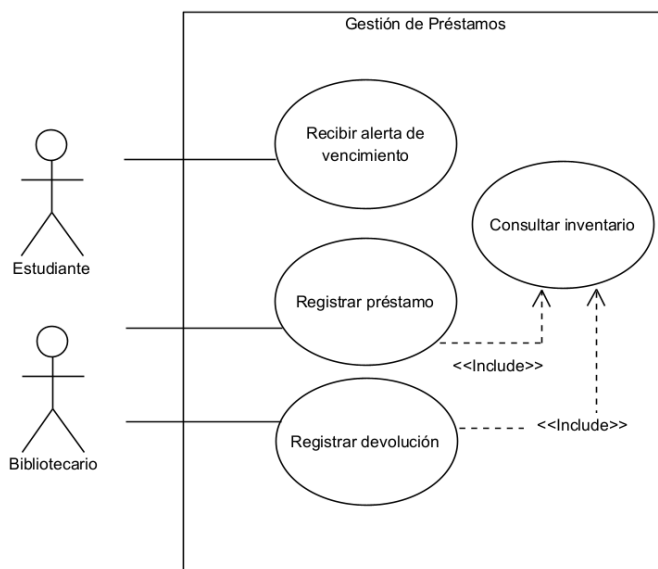 Gestión de Préstamos
Recibir alerta de
vencimiento
Consultar inventario
Estudiante
Registrar préstamo
<<Include>>
Registrar devolución
<<Include>>
Bibliotecario